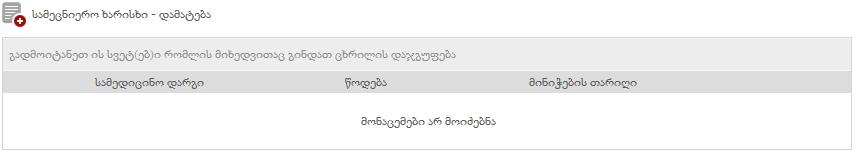 სამეცნიერო ხარისხი - დამატება
გადმოიტანეთ ის სვეტ(ებ)ი რომლის მიხედვითაც გინდათ ცხრილის დაჯგუფება
სამედიცინო დარგი წოდება მინიჭების თარიღი
მონაცემები არ მოიძებნა